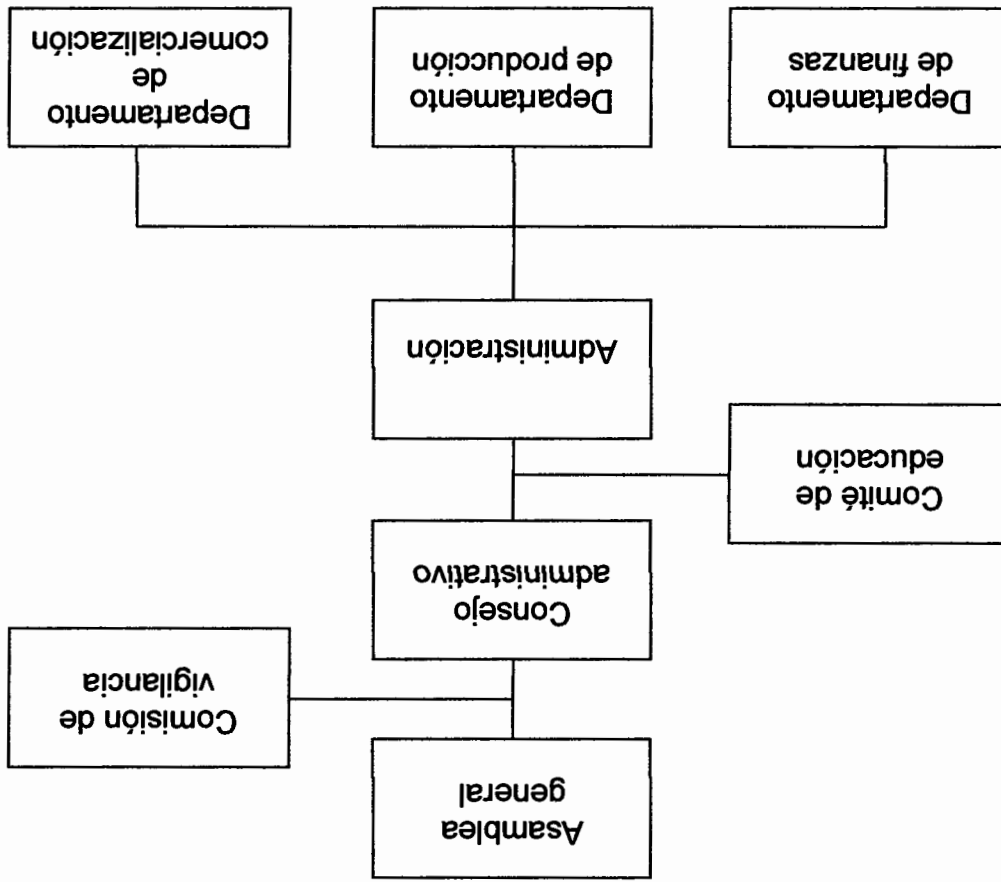 Asamblea
general
Comisión de
vigilancia
Consejo
administrativo
Comité de
educación
Administración
Departamento
de finanzas
Departamento
de producción
Departamento
de
comercialización